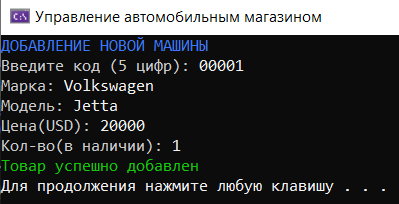 Управление автомобильным магазином
ДОБАВЛЕНИЕ НОВОЙ МАШИНЫ
Введите код (5 цифр): 00001
Марка: Volkswagen
Модель: Jetta
Цена(USD): 20000
Кол-во(в наличии): 1
Товар успешно добавлен
Для продолжения нажмите любую клавишу . . .